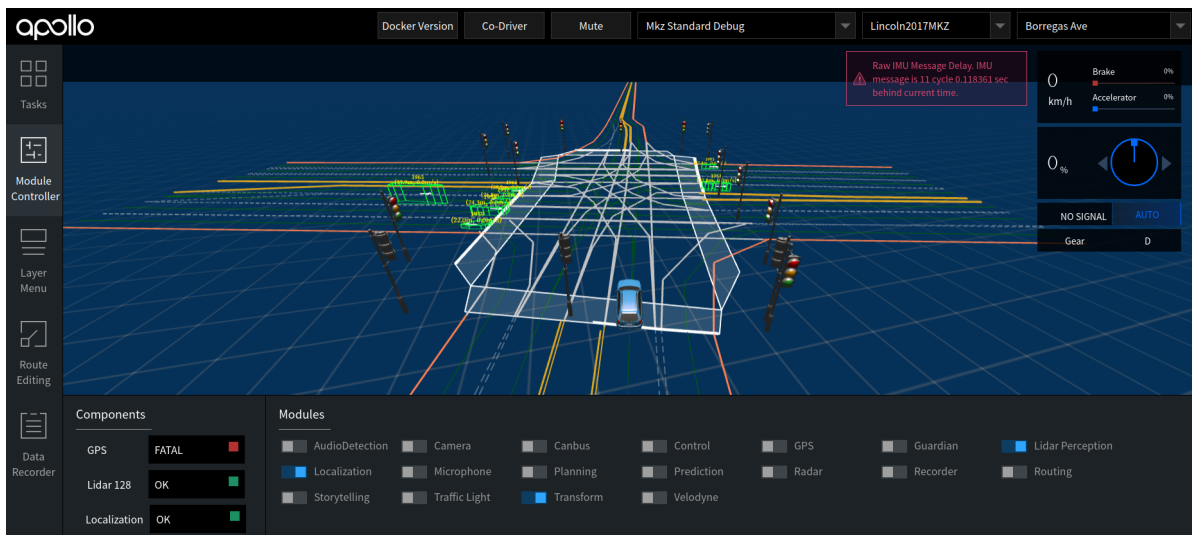 apollo
Docker Version
Co-Driver
Mute
Mkz Standard Debug
Lincoln2017MKZ
Borregas Ave
Tasks
Module
Controller
Layer
Menu
Route
Editing
Data
Recorder
Raw IMU Message Delay. IMU
message is 11 cycle 0.118361 sec
behind current time.
0
km/h
Brake
0%
Accelerator
0%
0
%
NO SIGNAL
AUTO
Gear
D
Components
GPS
FATAL
Lidar 128
OK
Localization
OK
Modules
AudioDetection
Camera
Canbus
Control
GPS
Guardian
Lidar Perception
Localization
Microphone
Planning
Prediction
Radar
Recorder
Routing
Storytelling
Traffic Light
Transform
Velodyne